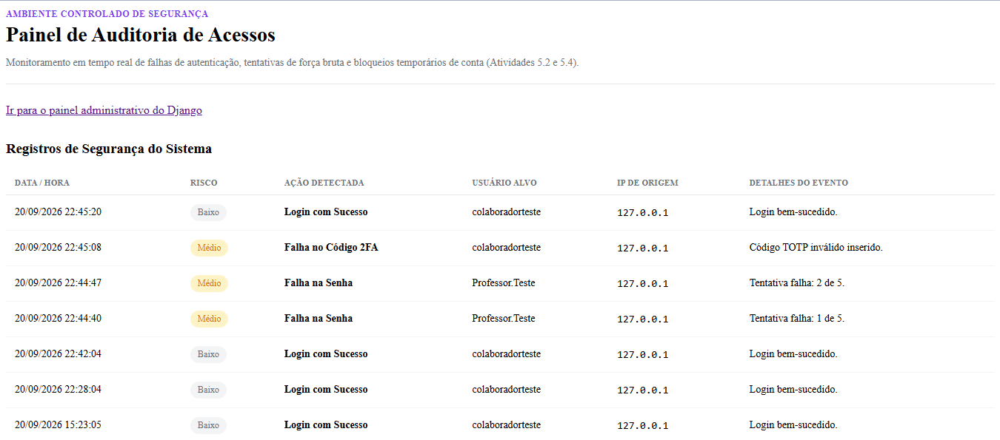 AMBIENTE CONTROLADO DE SEGURANÇA
Painel de Auditoria de Acessos
Monitoramento em tempo real de falhas de autenticação, tentativas de força bruta e bloqueios temporários de conta (Atividades 5.2 e 5.4).
Ir para o painel administrativo do Django
Registros de Segurança do Sistema
DATA / HORA RISCO AÇÃO DETECTADA USUÁRIO ALVO IP DE ORIGEM DETALHES DO EVENTO
20/09/2026 22:45:20 Baixo Login com Sucesso colaboradorteste 127.0.0.1 Login bem-sucedido.
20/09/2026 22:45:08 Médio Falha no Código 2FA colaboradorteste 127.0.0.1 Código TOTP inválido inserido.
20/09/2026 22:44:47 Médio Falha na Senha Professor.Teste 127.0.0.1 Tentativa falha: 2 de 5.
20/09/2026 22:44:40 Médio Falha na Senha Professor.Teste 127.0.0.1 Tentativa falha: 1 de 5.
20/09/2026 22:42:04 Baixo Login com Sucesso colaboradorteste 127.0.0.1 Login bem-sucedido.
20/09/2026 22:28:04 Baixo Login com Sucesso colaboradorteste 127.0.0.1 Login bem-sucedido.
20/09/2026 15:23:05 Baixo Login com Sucesso colaboradorteste 127.0.0.1 Login bem-sucedido.